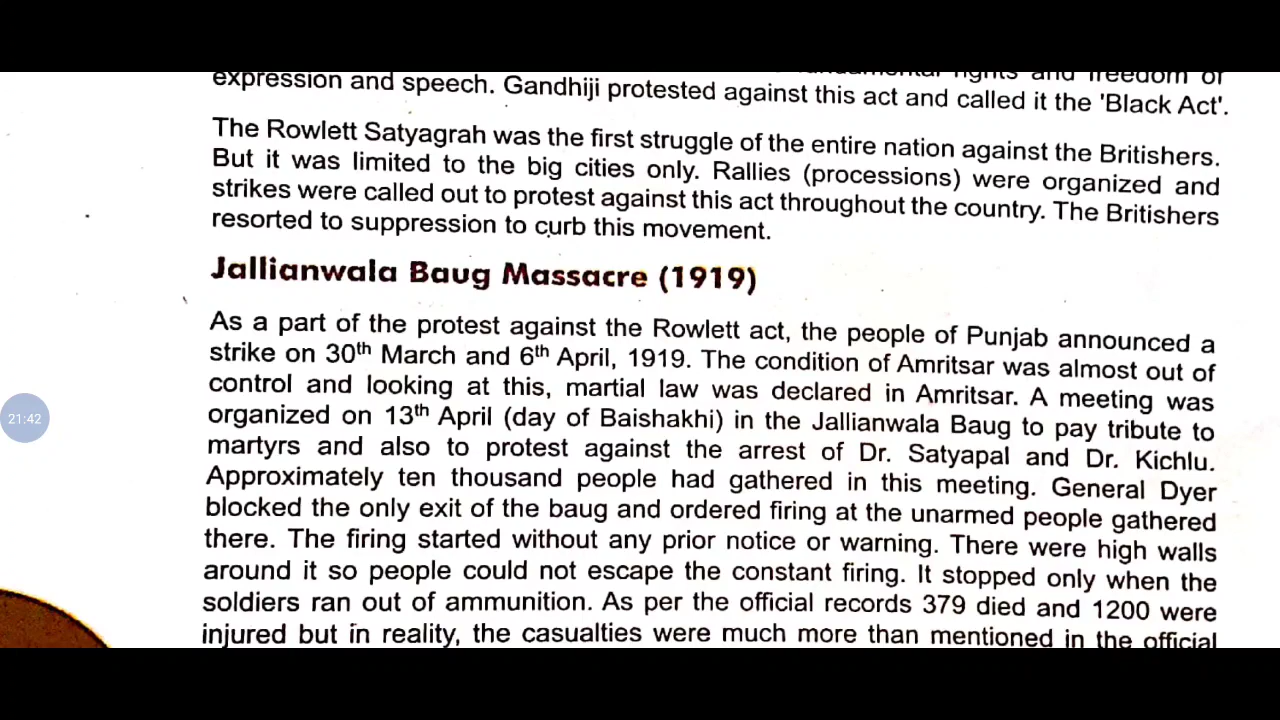 fundamental rights and freedom of
expression and speech. Gandhiji protested against this act and called it the 'Black Act'.
The Rowlett Satyagrah was the first struggle of the entire nation against the Britishers.
But it was limited to the big cities only. Rallies (processions) were organized and
strikes were called out to protest against this act throughout the country. The Britishers
resorted to suppression to curb this movement.
Jallianwala Baug Massacre (1919)
As a part of the protest against the Rowlett act, the people of Punjab announced a
strike on 30th March and 6th April, 1919. The condition of Amritsar was almost out of
control and looking at this, martial law was declared in Amritsar. A meeting was
organized on 13th April (day of Baishakhi) in the Jallianwala Baug to pay tribute to
martyrs and also to protest against the arrest of Dr. Satyapal and Dr. Kichlu.
Approximately ten thousand people had gathered in this meeting. General Dyer
blocked the only exit of the baug and ordered firing at the unarmed people gathered
there. The firing started without any prior notice or warning. There were high walls
around it so people could not escape the constant firing. It stopped only when the
soldiers ran out of ammunition. As per the official records 379 died and 1200 were
injured but in reality, the casualties were much more than mentioned in the official
21:42